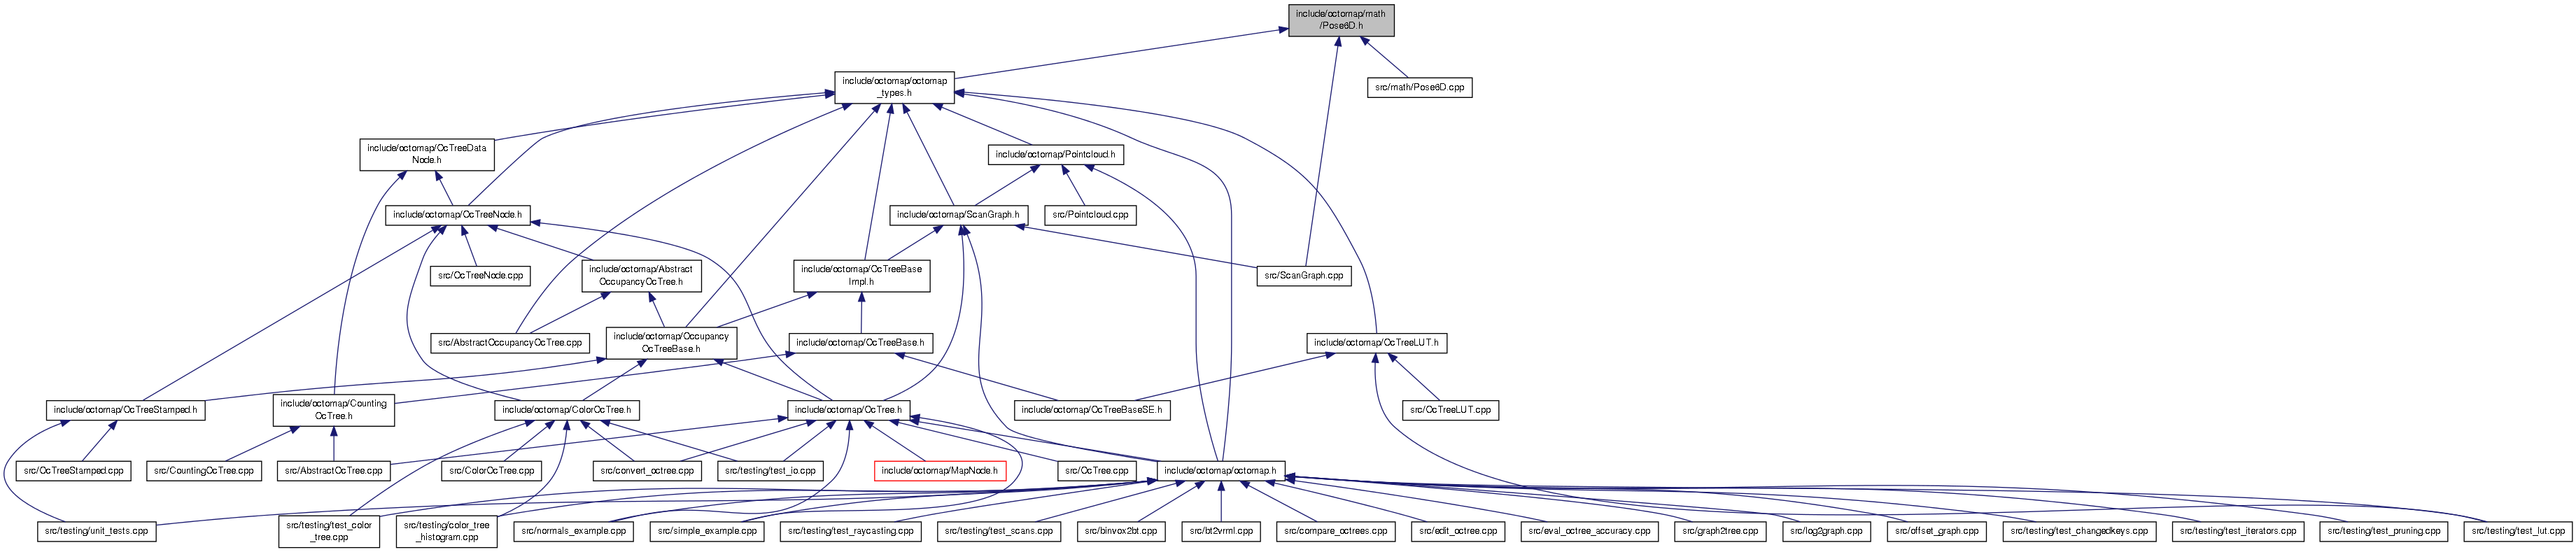 include/octomap/math
/Pose6D.h
include/octomap/octomap
_types.h
src/math/Pose6D.cpp
include/octomap/OcTreeData
Node.h
include/octomap/Pointcloud.h
include/octomap/OcTreeNode.h
include/octomap/ScanGraph.h
src/Pointcloud.cpp
src/OcTreeNode.cpp
include/octomap/Abstract
OccupancyOcTree.h
include/octomap/OcTreeBase
Impl.h
src/ScanGraph.cpp
src/AbstractOccupancyOcTree.cpp
include/octomap/Occupancy
OcTreeBase.h
include/octomap/OcTreeBase.h
include/octomap/OcTreeLUT.h
include/octomap/OcTreeStamped.h
include/octomap/Counting
OcTree.h
include/octomap/ColorOcTree.h
include/octomap/OcTree.h
include/octomap/OcTreeBaseSE.h
src/OcTreeLUT.cpp
src/OcTreeStamped.cpp
src/CountingOcTree.cpp
src/AbstractOcTree.cpp
src/ColorOcTree.cpp
src/convert_octree.cpp
src/testing/test_io.cpp
include/octomap/MapNode.h
src/OcTree.cpp
include/octomap/octomap.h
src/testing/unit_tests.cpp
src/testing/test_color
_tree.cpp
src/testing/color_tree
_histogram.cpp
src/normals_example.cpp
src/simple_example.cpp
src/testing/test_raycasting.cpp
src/testing/test_scans.cpp
src/binvox2bt.cpp
src/bt2vrml.cpp
src/compare_octrees.cpp
src/edit_octree.cpp
src/eval_octree_accuracy.cpp
src/graph2tree.cpp
src/log2graph.cpp
src/offset_graph.cpp
src/testing/test_changedkeys.cpp
src/testing/test_iterators.cpp
src/testing/test_pruning.cpp
src/testing/test_lut.cpp